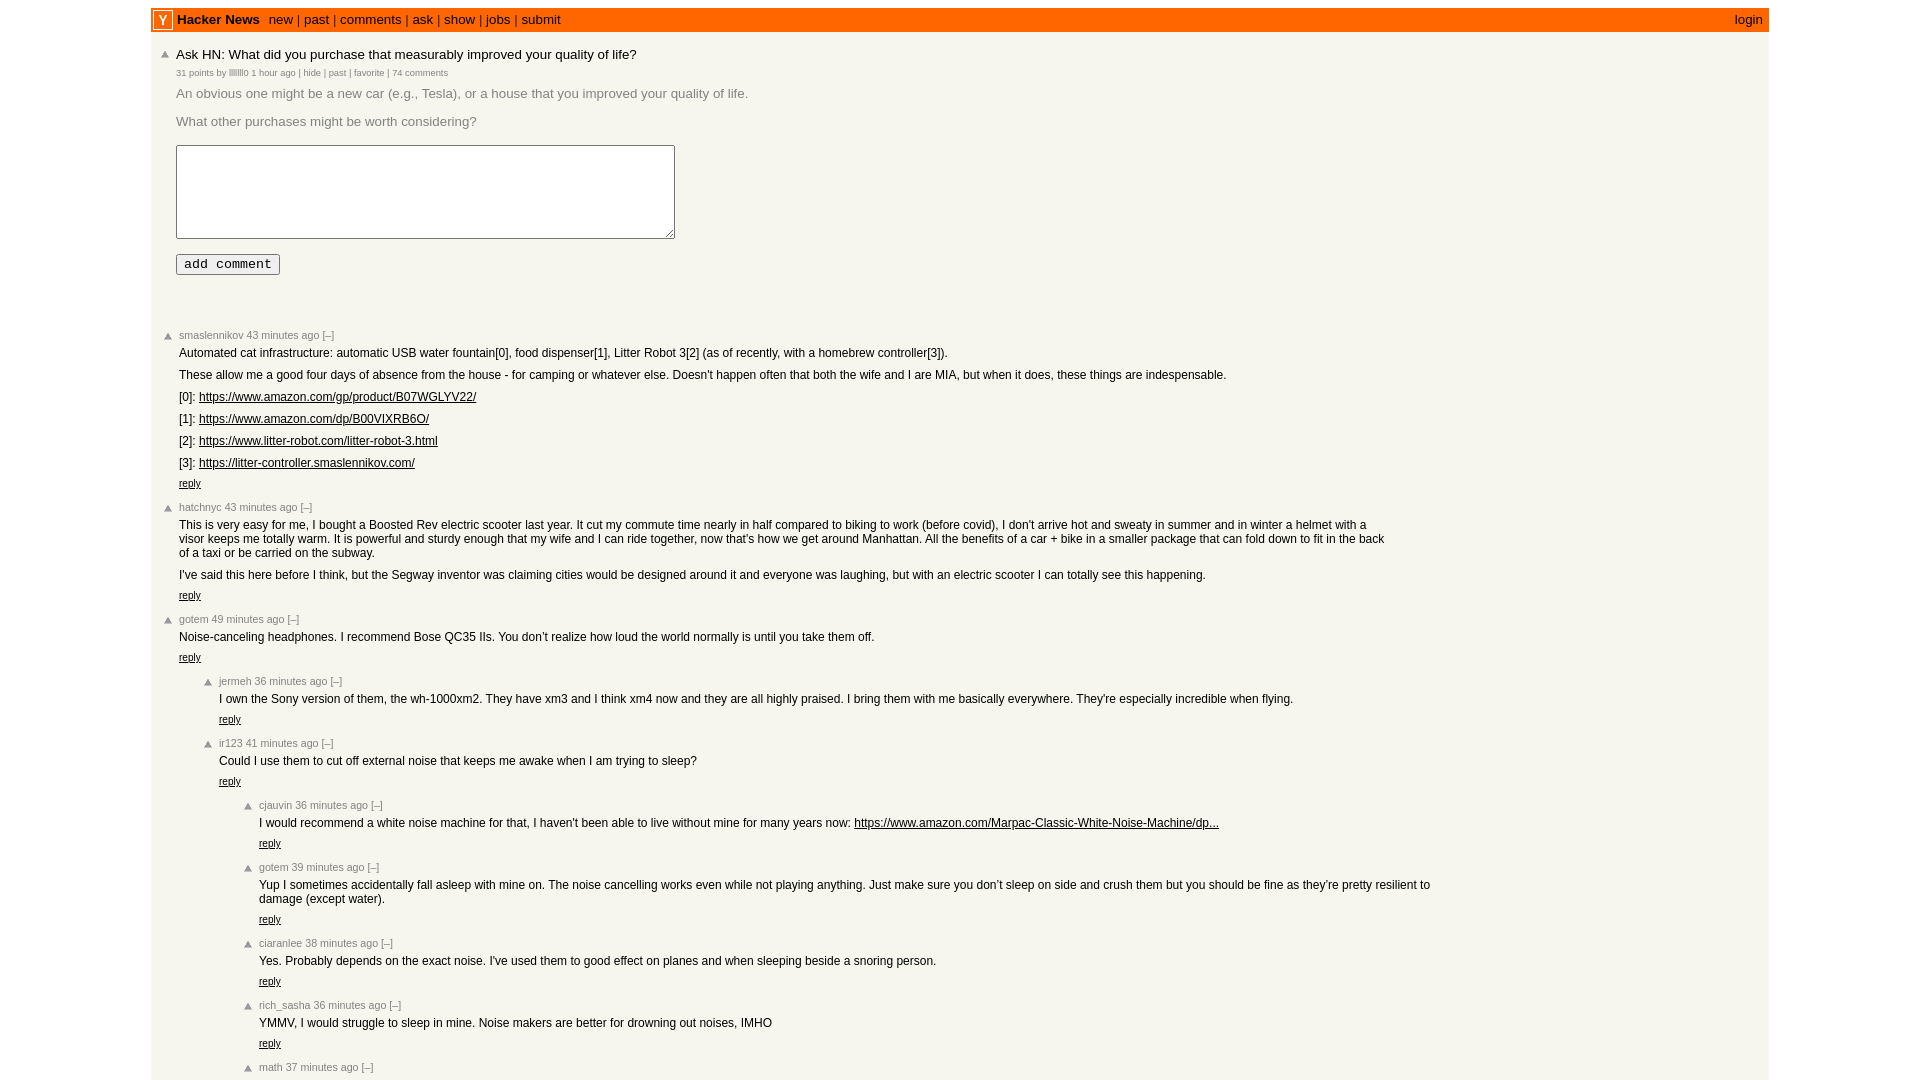 Y Hacker News new | past | comments | ask | show | jobs | submit login
Ask HN: What did you purchase that measurably improved your quality of life?
31 points by llllllll0 1 hour ago | hide | past | favorite | 74 comments
An obvious one might be a new car (e.g., Tesla), or a house that you improved your quality of life.
What other purchases might be worth considering?
add comment
smaslennikov 43 minutes ago [–]
Automated cat infrastructure: automatic USB water fountain[0], food dispenser[1], Litter Robot 3[2] (as of recently, with a homebrew controller[3]).
These allow me a good four days of absence from the house - for camping or whatever else. Doesn't happen often that both the wife and I are MIA, but when it does, these things are indespensable.
[0]: https://www.amazon.com/gp/product/B07WGLYV22/
[1]: https://www.amazon.com/dp/B00VIXRB6O/
[2]: https://www.litter-robot.com/litter-robot-3.html
[3]: https://litter-controller.smaslennikov.com/
reply
hatchnyc 43 minutes ago [–]
This is very easy for me, I bought a Boosted Rev electric scooter last year. It cut my commute time nearly in half compared to biking to work (before covid), I don't arrive hot and sweaty in summer and in winter a helmet with a
visor keeps me totally warm. It is powerful and sturdy enough that my wife and I can ride together, now that's how we get around Manhattan. All the benefits of a car + bike in a smaller package that can fold down to fit in the back
of a taxi or be carried on the subway.
I've said this here before I think, but the Segway inventor was claiming cities would be designed around it and everyone was laughing, but with an electric scooter I can totally see this happening.
reply
gotem 49 minutes ago [–]
Noise-canceling headphones. I recommend Bose QC35 IIs. You don’t realize how loud the world normally is until you take them off.
reply
jermeh 36 minutes ago [–]
I own the Sony version of them, the wh-1000xm2. They have xm3 and I think xm4 now and they are all highly praised. I bring them with me basically everywhere. They're especially incredible when flying.
reply
ir123 41 minutes ago [–]
Could I use them to cut off external noise that keeps me awake when I am trying to sleep?
reply
cjauvin 36 minutes ago [–]
I would recommend a white noise machine for that, I haven't been able to live without mine for many years now: https://www.amazon.com/Marpac-Classic-White-Noise-Machine/dp...
reply
gotem 39 minutes ago [–]
Yup I sometimes accidentally fall asleep with mine on. The noise cancelling works even while not playing anything. Just make sure you don’t sleep on side and crush them but you should be fine as they’re pretty resilient to
damage (except water).
reply
ciaranlee 38 minutes ago [–]
Yes. Probably depends on the exact noise. I've used them to good effect on planes and when sleeping beside a snoring person.
reply
rich_sasha 36 minutes ago [–]
YMMV, I would struggle to sleep in mine. Noise makers are better for drowning out noises, IMHO
reply
math 37 minutes ago [–]